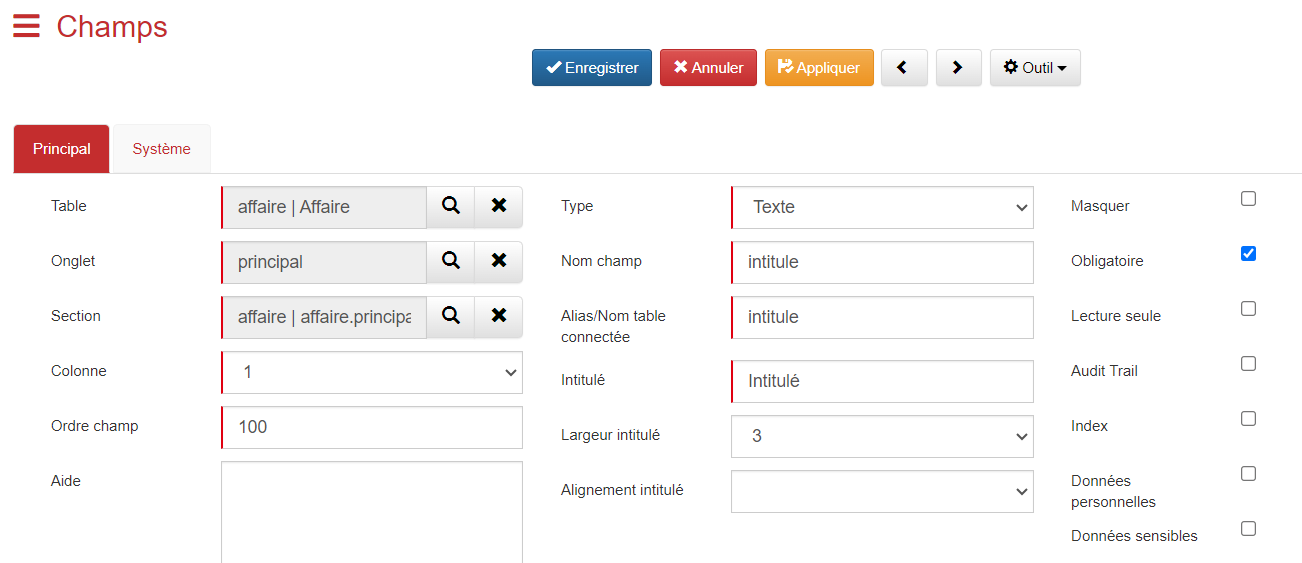 Champs
Enregistrer Annuler Appliquer Outil
Principal Système
Table affaire | Affaire
Onglet principal
Section affaire | affaire.principa
Colonne 1
Ordre champ 100
Aide
Type Texte
Nom champ intitule
Alias/Nom table
connectée
intitule
Intitulé Intitulé
Largeur intitulé 3
Alignement intitulé
Masquer
Obligatoire
Lecture seule
Audit Trail
Index
Données
personnelles
Données sensibles